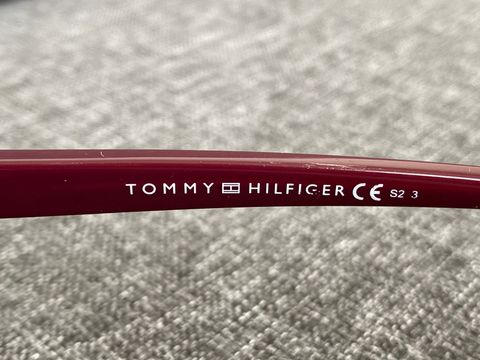 TOMMY HILFIGER CE S2 3